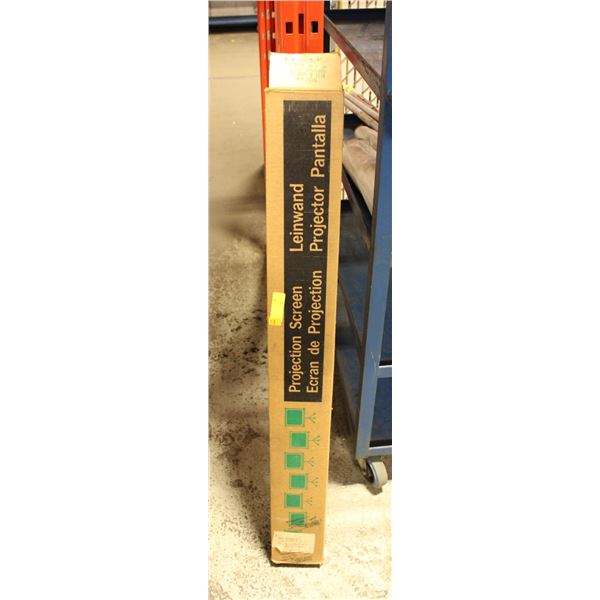 Projection Screen
Ecran de Projection
Leinwand
Projector Pantalla